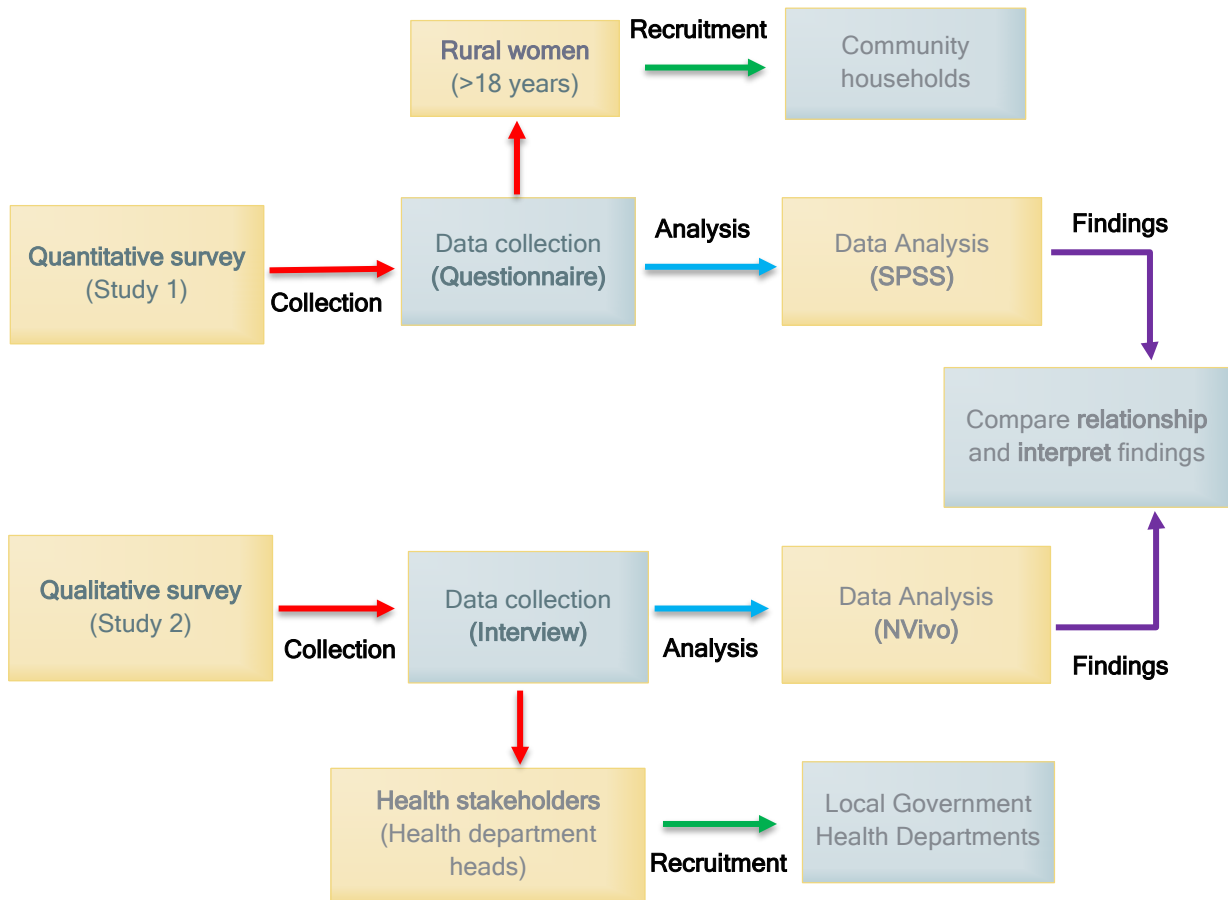 Rural women
(>18 years)
Recruitment
Community
households
Quantitative survey
(Study 1)
Collection
Data collection
(Questionnaire)
Analysis
Data Analysis
(SPSS)
Findings
Compare relationship
and interpret findings
Qualitative survey
(Study 2)
Collection
Data collection
(Interview)
Analysis
Data Analysis
(NVivo)
Findings
Health stakeholders
(Health department
heads)
Recruitment
Local Government
Health Departments